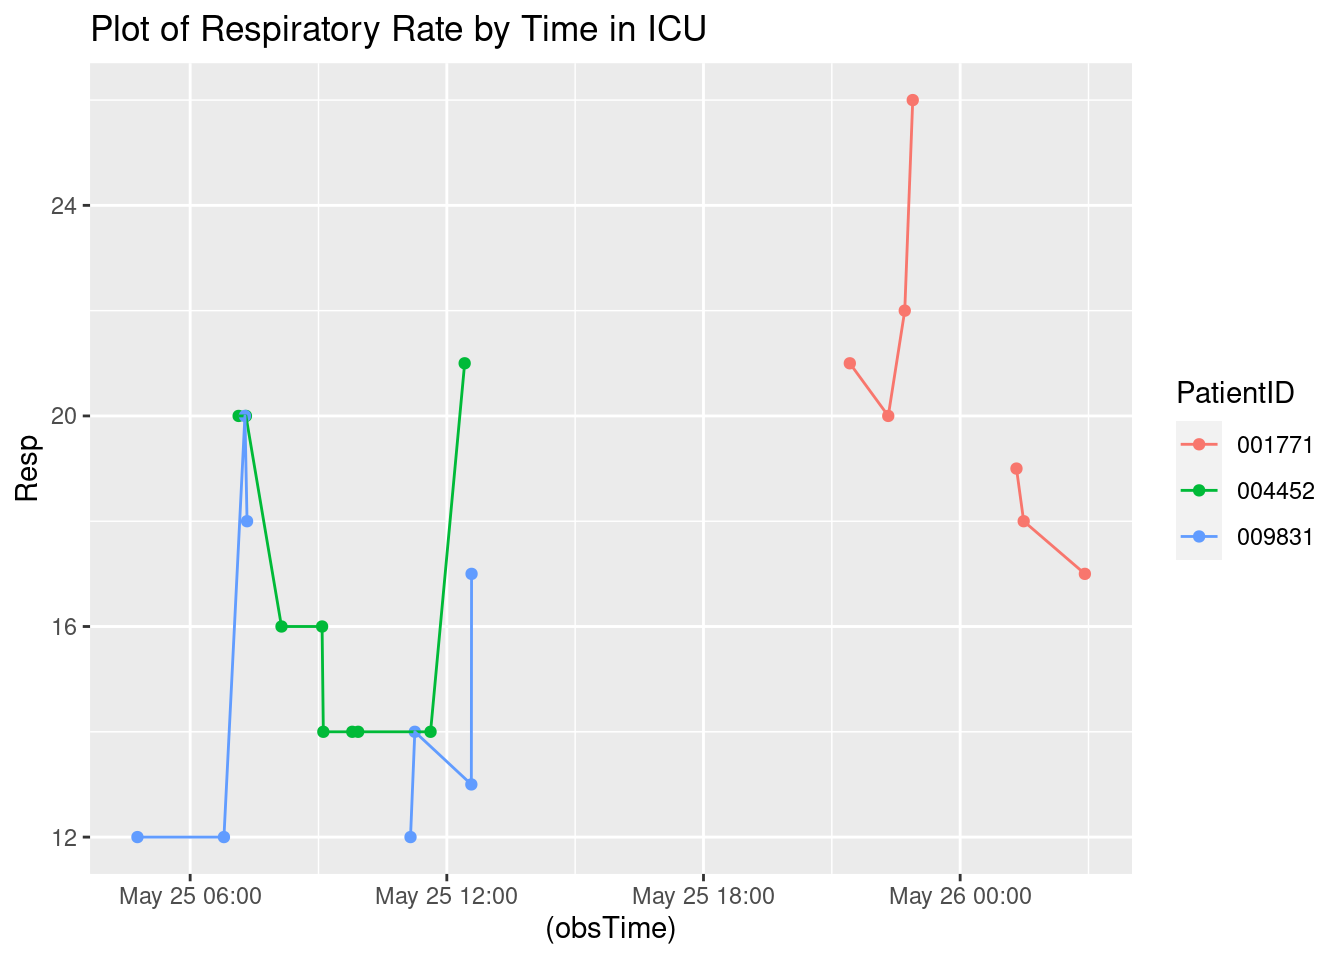 Plot of Respiratory Rate by Time in ICU
24
20
16
12
Resp
May 25 06:00
May 25 12:00
May 25 18:00
May 26 00:00
(obsTime)
PatientID
001771
004452
009831